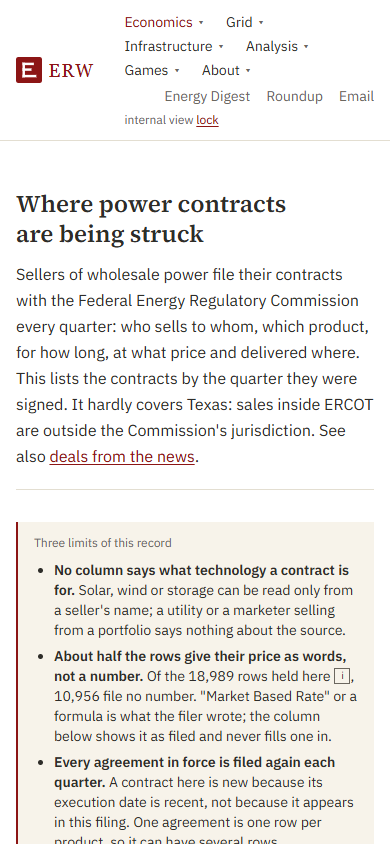 Economics ▾ Grid ▾
Infrastructure ▾ Analysis ▾
E ERW Games ▾ About ▾
Energy Digest Roundup Email
internal view lock
Where power contracts
are being struck
Sellers of wholesale power file their contracts
with the Federal Energy Regulatory Commission
every quarter: who sells to whom, which product,
for how long, at what price and delivered where.
This lists the contracts by the quarter they were
signed. It hardly covers Texas: sales inside ERCOT
are outside the Commission's jurisdiction. See
also deals from the news.
Three limits of this record
• No column says what technology a contract is
for. Solar, wind or storage can be read only from
a seller's name; a utility or a marketer selling
from a portfolio says nothing about the source.
• About half the rows give their price as words,
not a number. Of the 18,989 rows held here i,
10,956 file no number. "Market Based Rate" or a
formula is what the filer wrote; the column
below shows it as filed and never fills one in.
• Every agreement in force is filed again each
quarter. A contract here is new because its
execution date is recent, not because it appears
in this filing. One agreement is one row per
product, so it can have several rows.